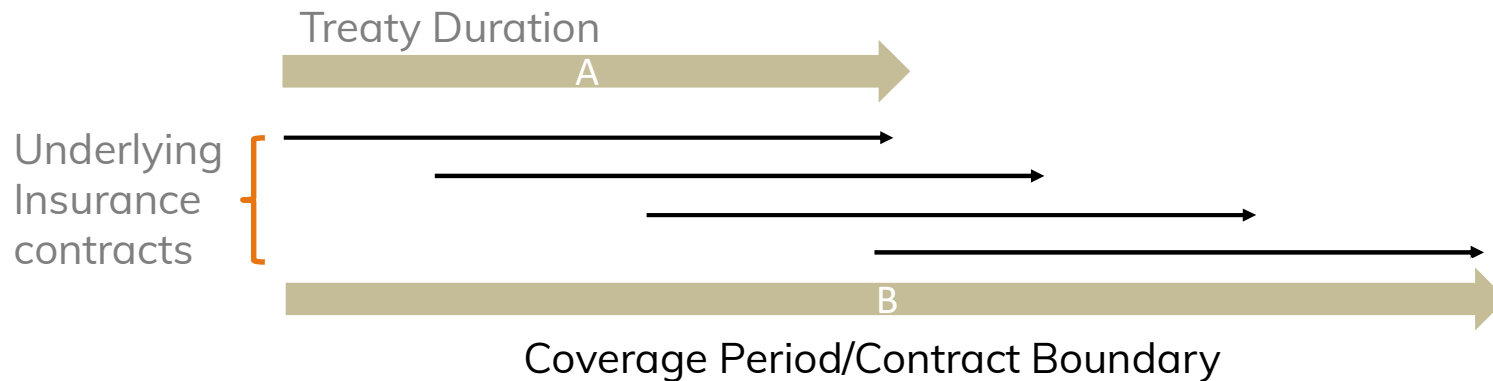 Treaty Duration
A
Underlying
Insurance
contracts
B
Coverage Period/Contract Boundary